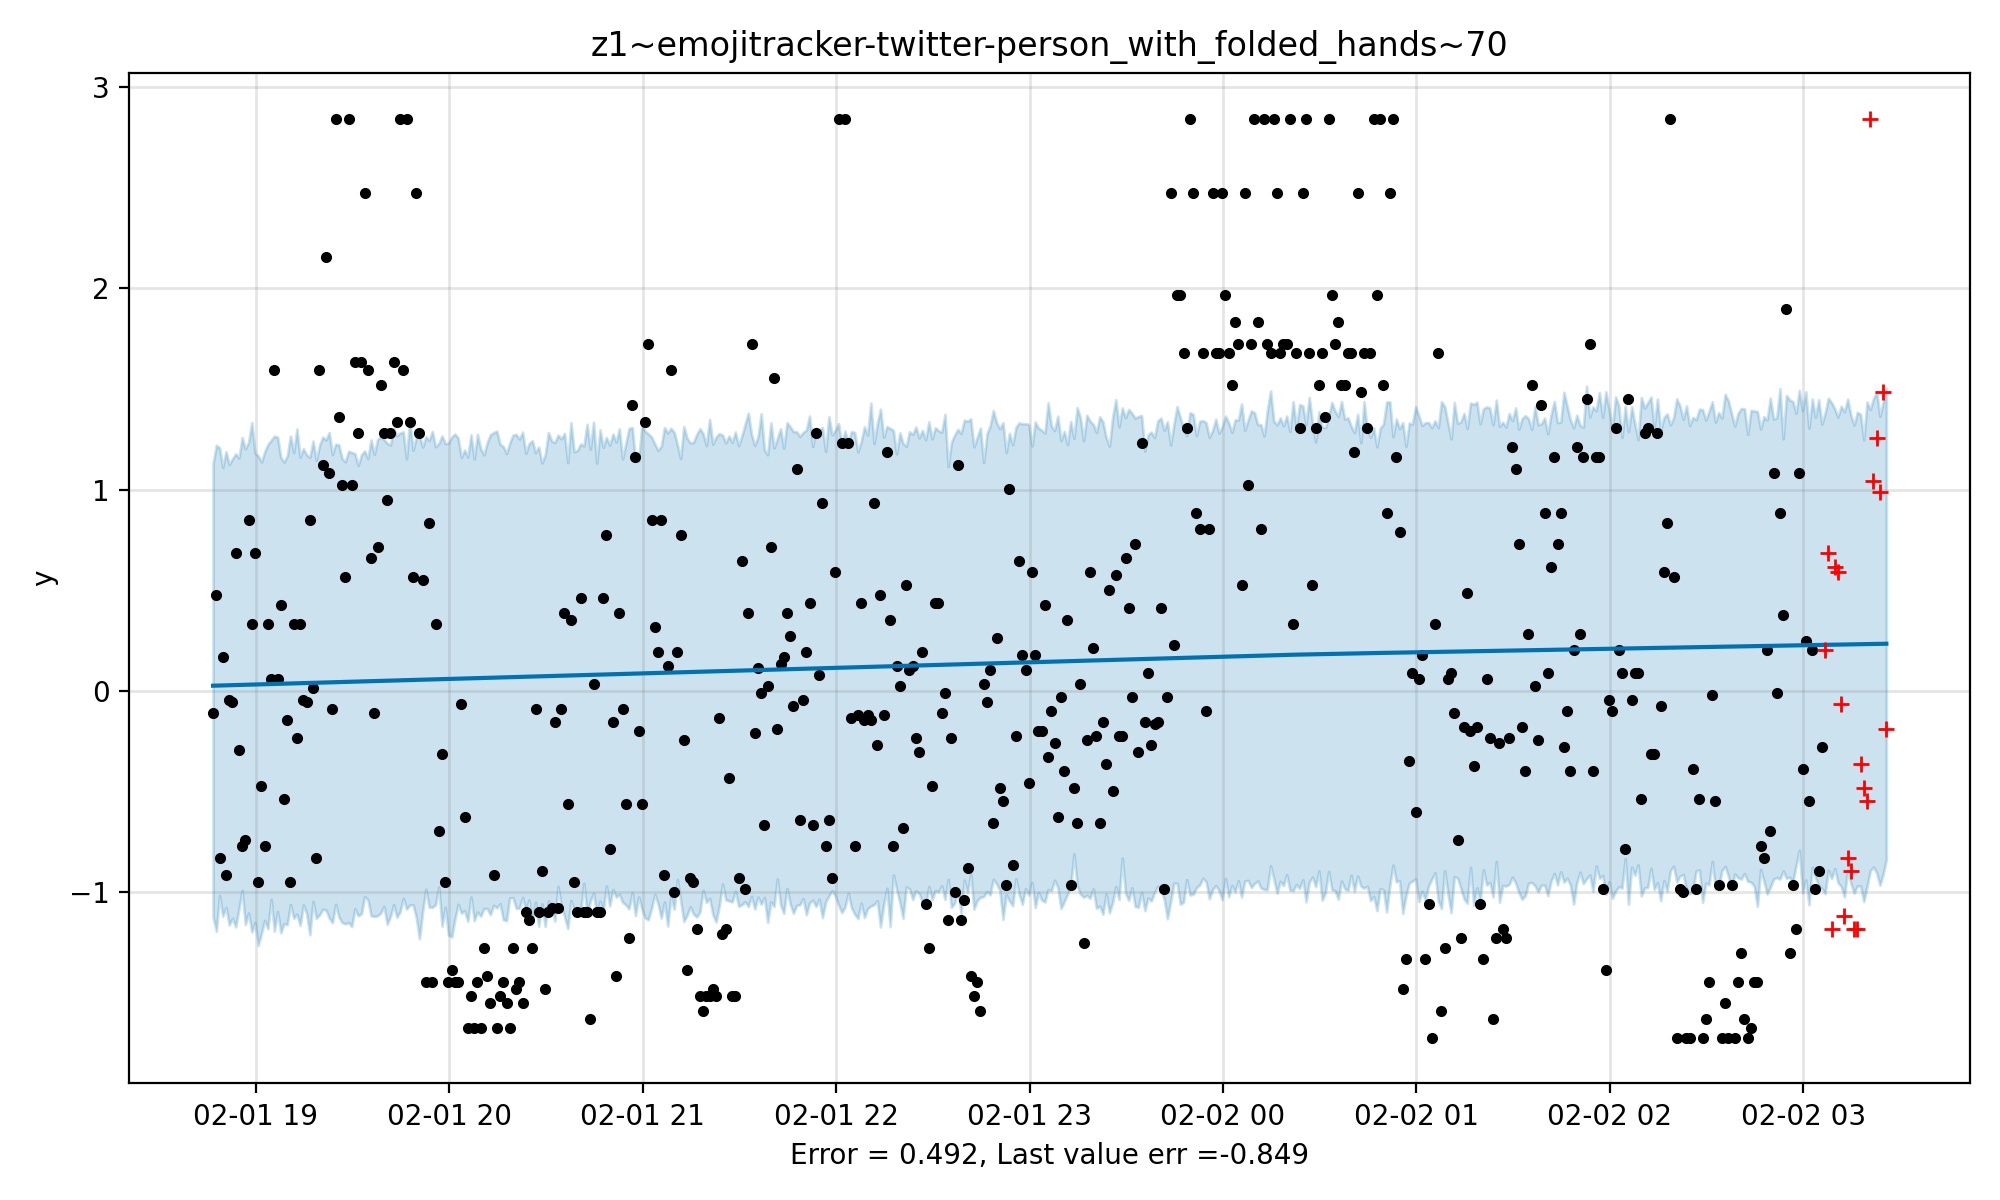 z1~emojitracker-twitter-person_with_folded_hands~70
3
2
1
0
−1
y
02-01 19 02-01 20 02-01 21 02-01 22 02-01 23 02-02 00 02-02 01 02-02 02 02-02 03
Error = 0.492, Last value err =-0.849